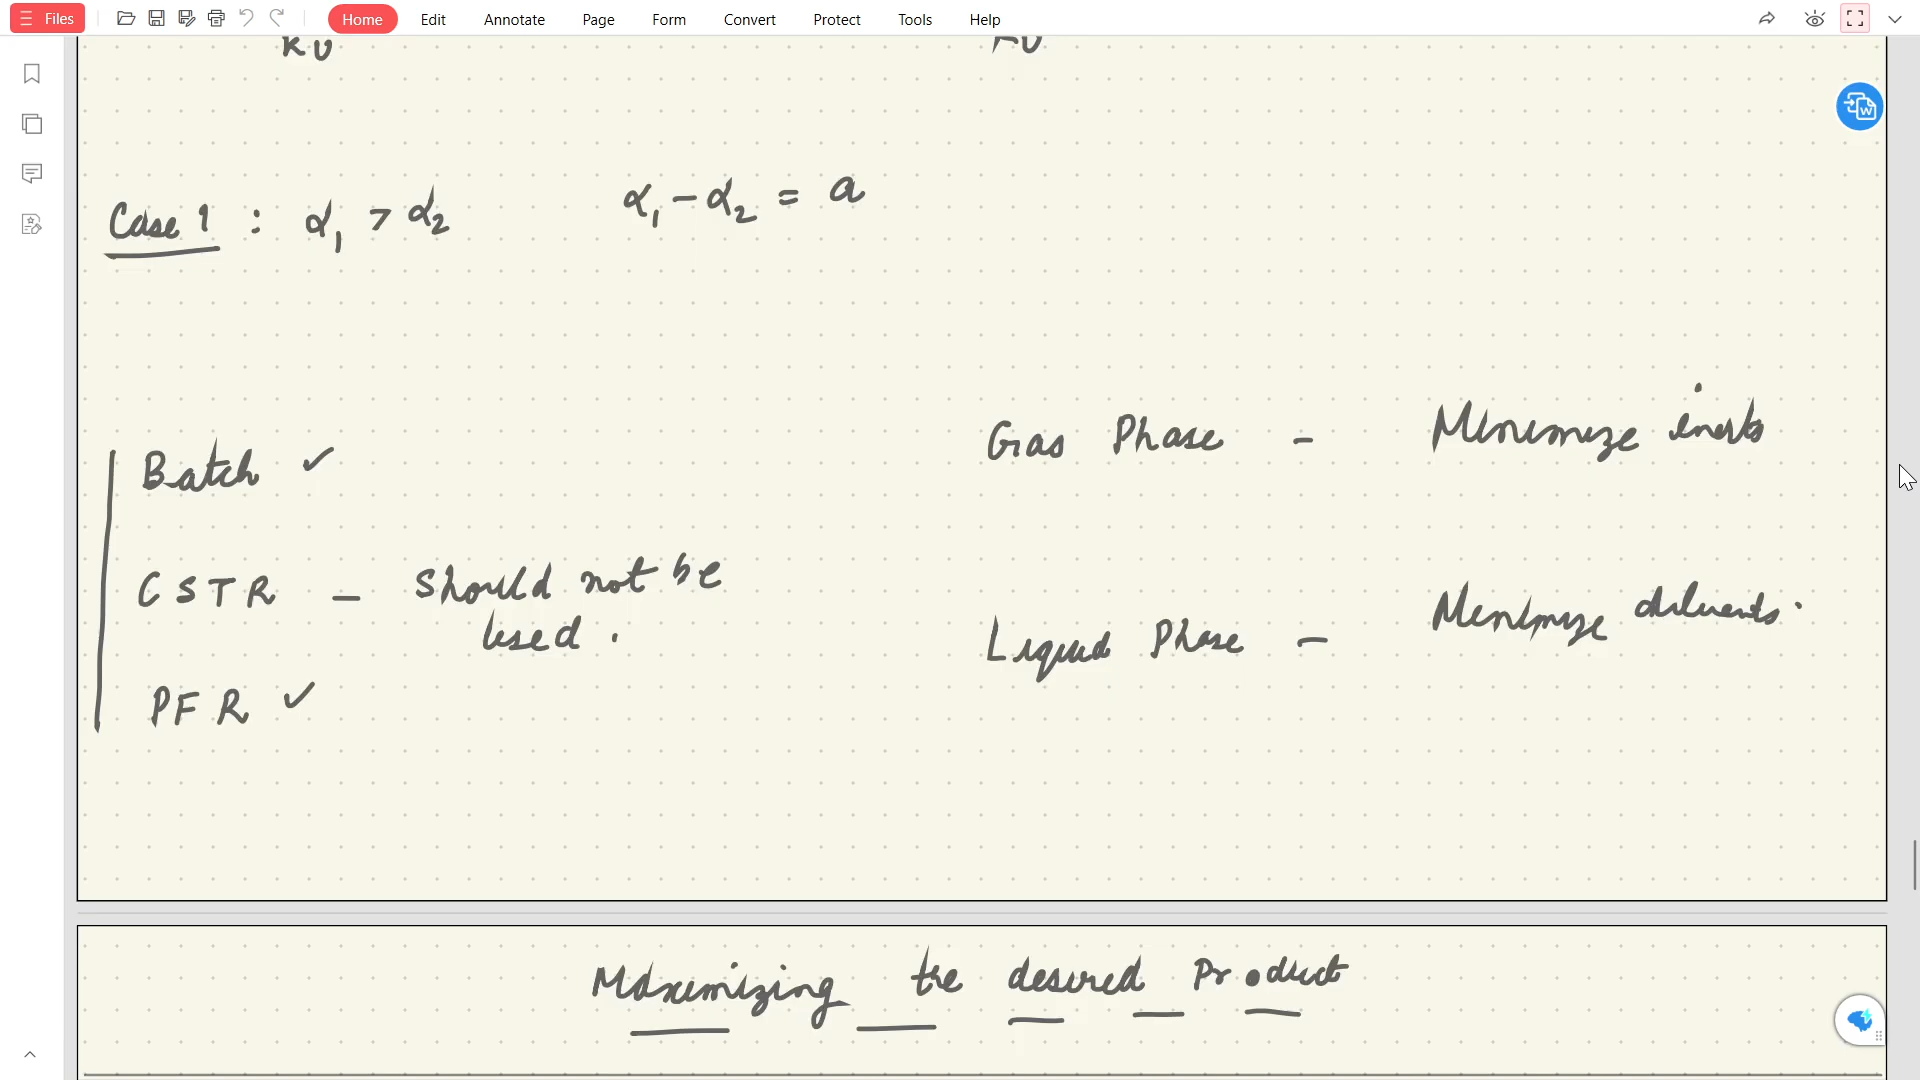 Files
Home Edit Annotate Page Form Convert Protect Tools Help
Case 1 : α₁ > α₂ α₁ - α₂ = a
Batch ✓
CSTR - Should not be
used .
PFR ✓
Gas Phase - Minimize inerts
Liquid Phase - Minimize diluents.
Maximizing the desired Product